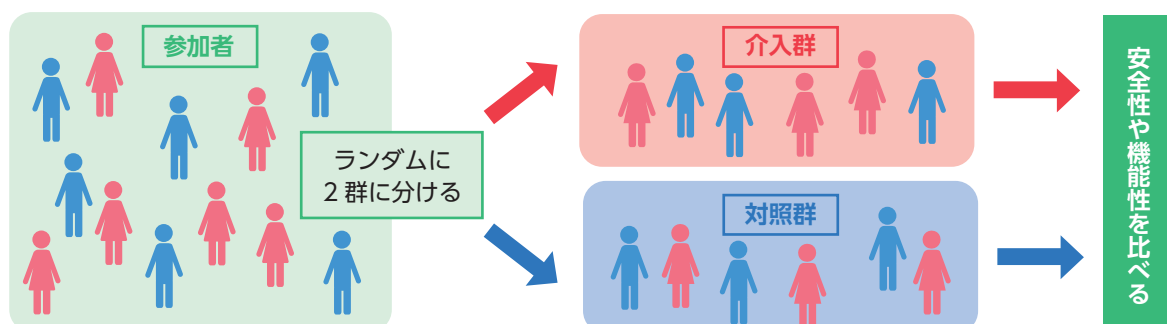 参加者
ランダムに
2群に分ける
介入群
対照群
安全性や機能性を比べる